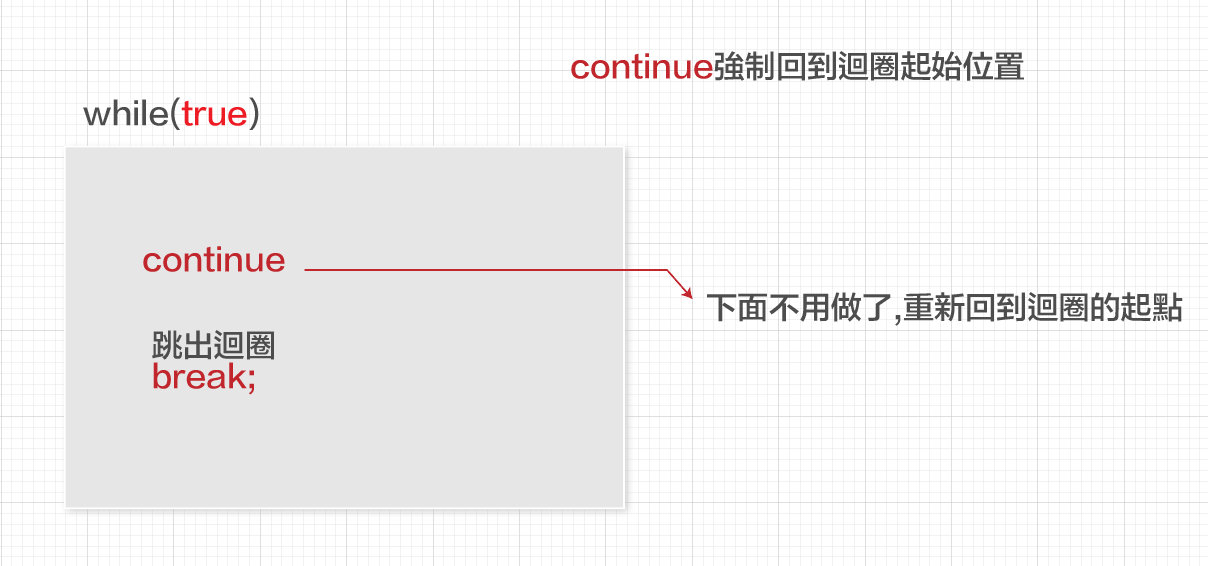 continue強制回到迴圈起始位置
while(true)
continue
下面不用做了,重新回到迴圈的起點
跳出迴圈
break;